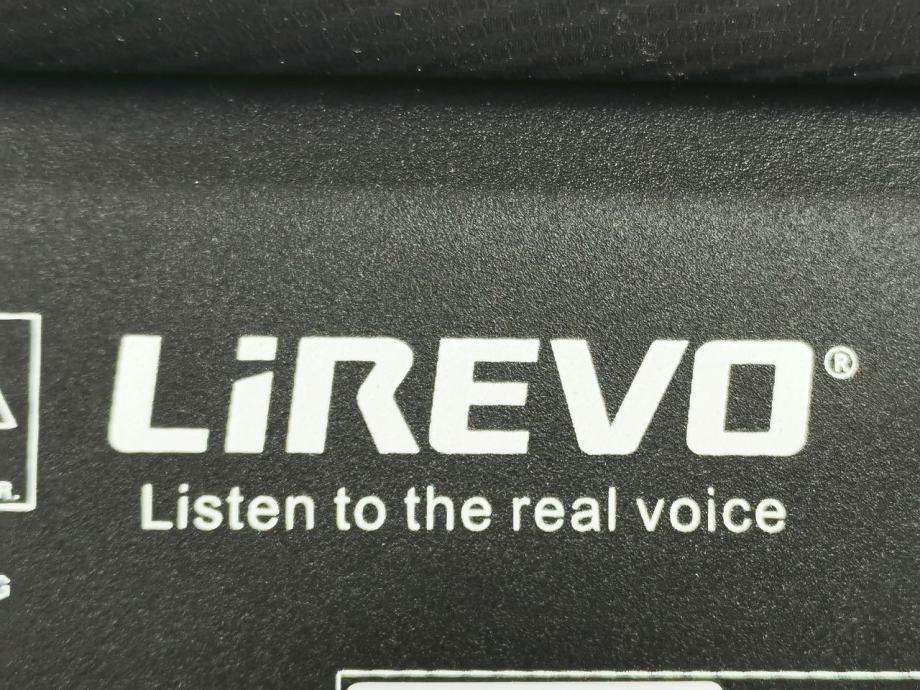 LiREVO®
Listen to the real voice
R.
G